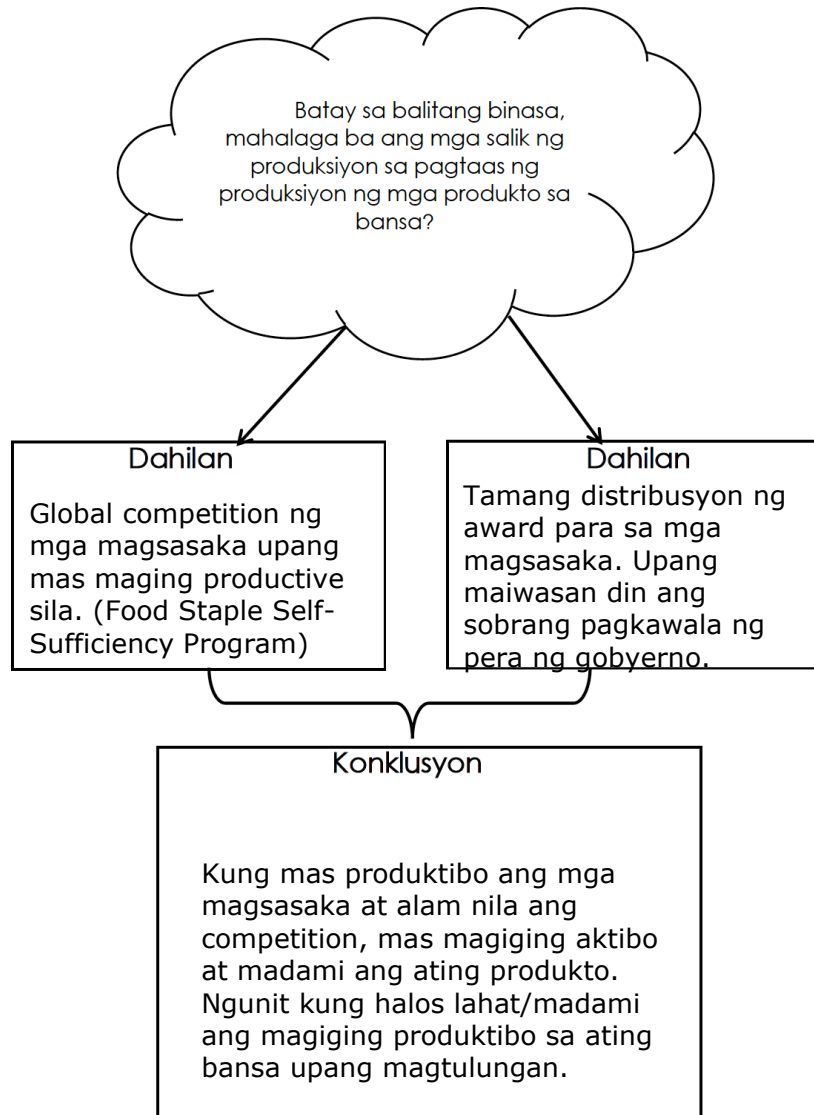 Batay sa balitang binasa,
mahalaga ba ang mga salik ng
produksiyon sa pagtaas ng
produksiyon ng mga produkto sa
bansa?
Dahilan
Global competition ng
mga magsasaka upang
mas maging productive
sila. (Food Staple Self-
Sufficiency Program)
Dahilan
Tamang distribusyon ng
award para sa mga
magsasaka. Upang
maiwasan din ang
sobrang pagkawala ng
pera ng gobyerno.
Konklusyon
Kung mas produktibo ang mga
magsasaka at alam nila ang
competition, mas magiging aktibo
at madami ang ating produkto.
Ngunit kung halos lahat/madami
ang magiging produktibo sa ating
bansa upang magtulungan.